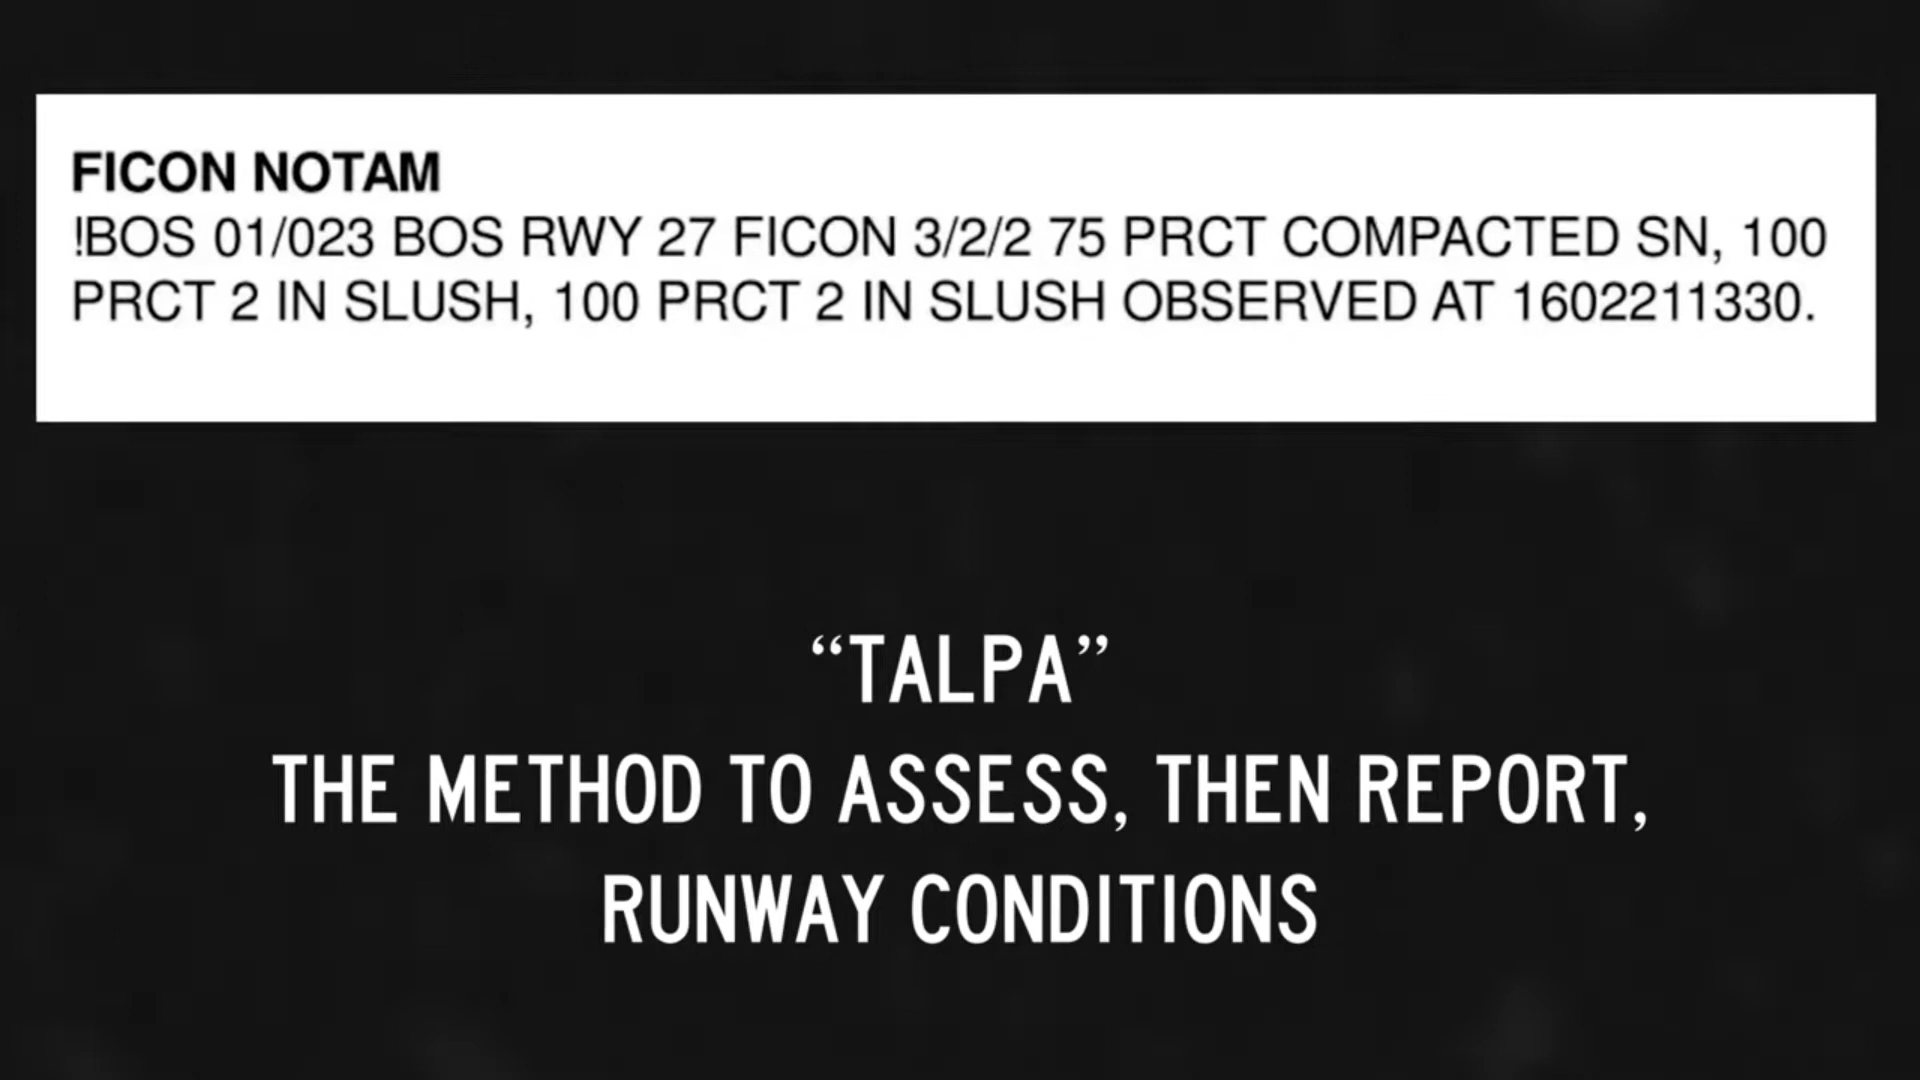 FICON NOTAM
!BOS 01/023 BOS RWY 27 FICON 3/2/2 75 PRCT COMPACTED SN, 100
PRCT 2 IN SLUSH, 100 PRCT 2 IN SLUSH OBSERVED AT 1602211330.
“TALPA”
THE METHOD TO ASSESS, THEN REPORT,
RUNWAY CONDITIONS